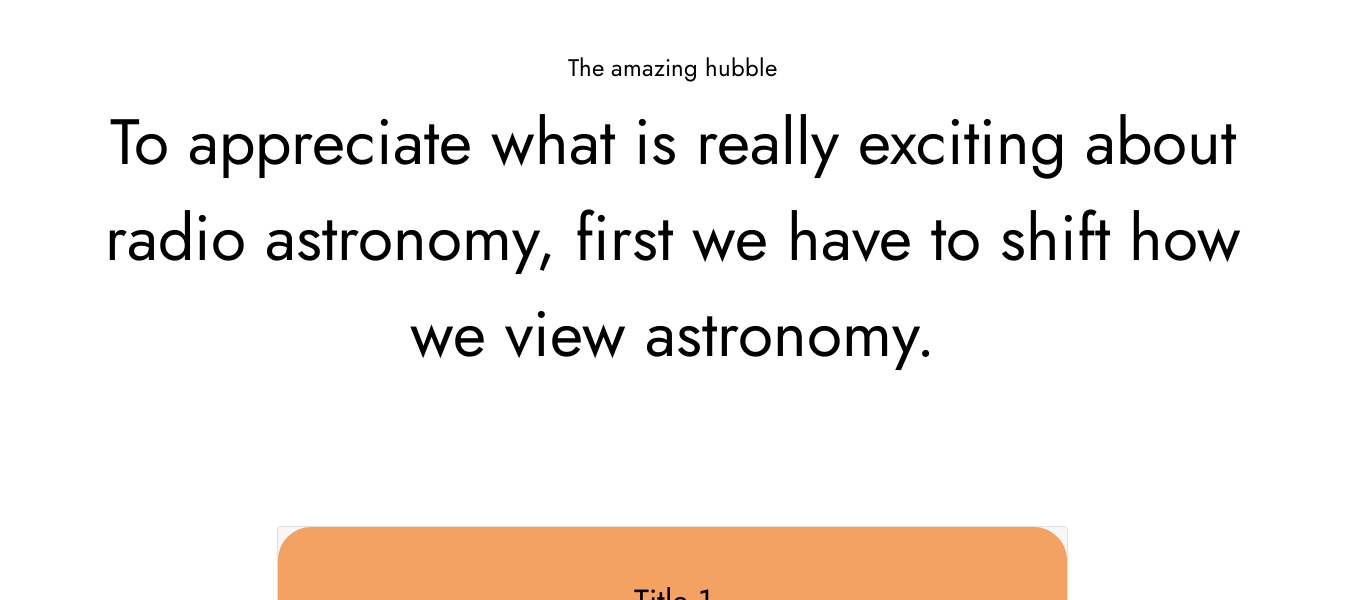 The amazing hubble
To appreciate what is really exciting about
radio astronomy, first we have to shift how
we view astronomy.
Title 1